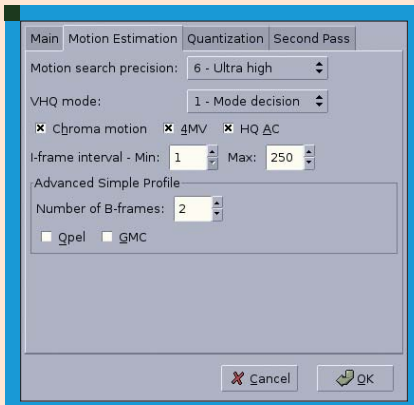 Main Motion Estimation Quantization Second Pass
Motion search precision: 6 - Ultra high
VHQ mode: 1 - Mode decision
Chroma motion 4MV HQ AC
I-frame interval - Min: 1 Max: 250
Advanced Simple Profile
Number of B-frames: 2
Qpel GMC
Cancel OK